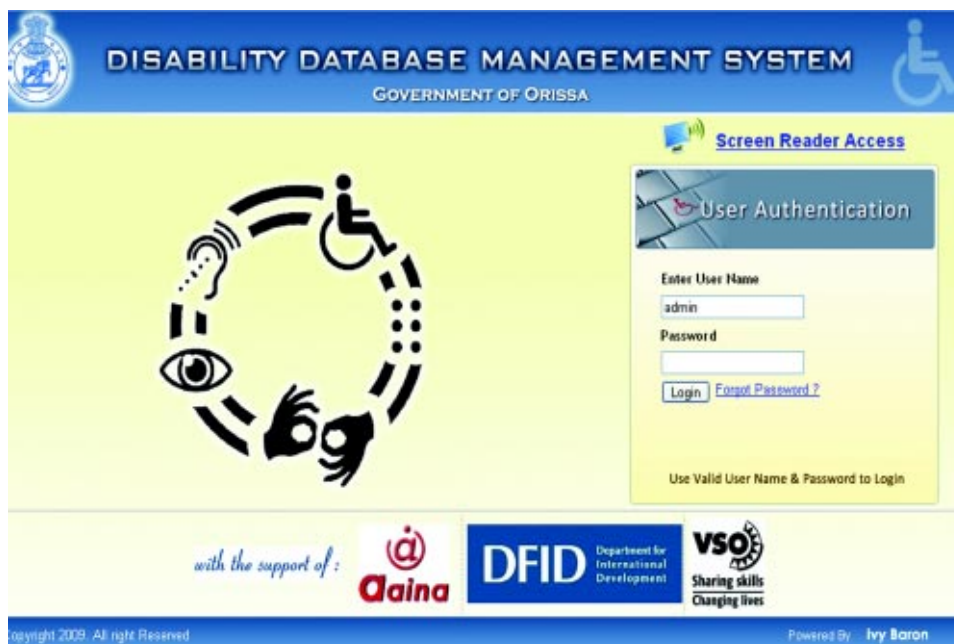 DISABILITY DATABASE MANAGEMENT SYSTEM
GOVERNMENT OF ORISSA
Screen Reader Access
User Authentication
Enter User Name
admin
Password
Login Forgot Password ?
Use Valid User Name & Password to Login
with the support of :
@
aaina
DFID
Department for
International
Development
VSO
Sharing skills
Changing lives
Copyright 2009. All right Reserved
Powered By Ivy Baron